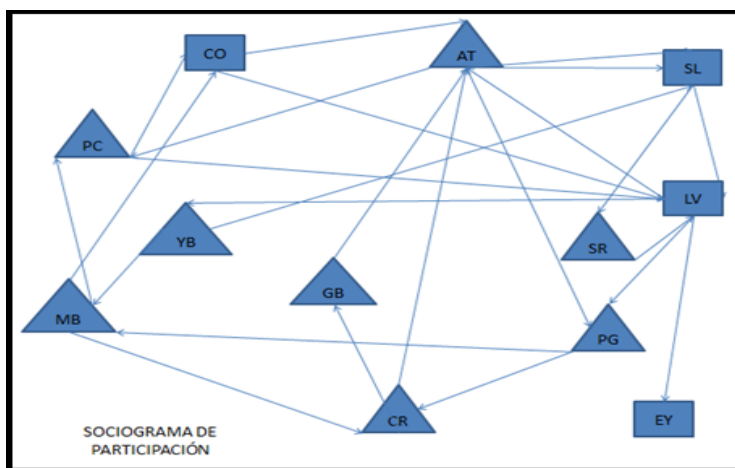 CO
AT
SL
PC
LV
YB
SR
GB
MB
PG
CR
EY
SOCIOGRAMA DE
PARTICIPACIÓN